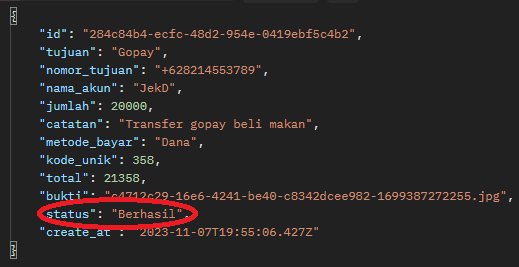 {
"id": "284c84b4-ecfc-48d2-954e-0419ebf5c4b2",
"tujuan": "Gopay",
"nomor_tujuan": "+628214553789",
"nama_akun": "JekD",
"jumlah": 20000,
"catatan": "Transfer gopay beli makan",
"metode_bayar": "Dana",
"kode_unik": 358,
"total": 21358,
"bukti": "c4712c29-16e6-4241-be40-c8342dcee982-1699387272255.jpg",
"status": "Berhasil",
"create_at": "2023-11-07T19:55:06.427Z"
}